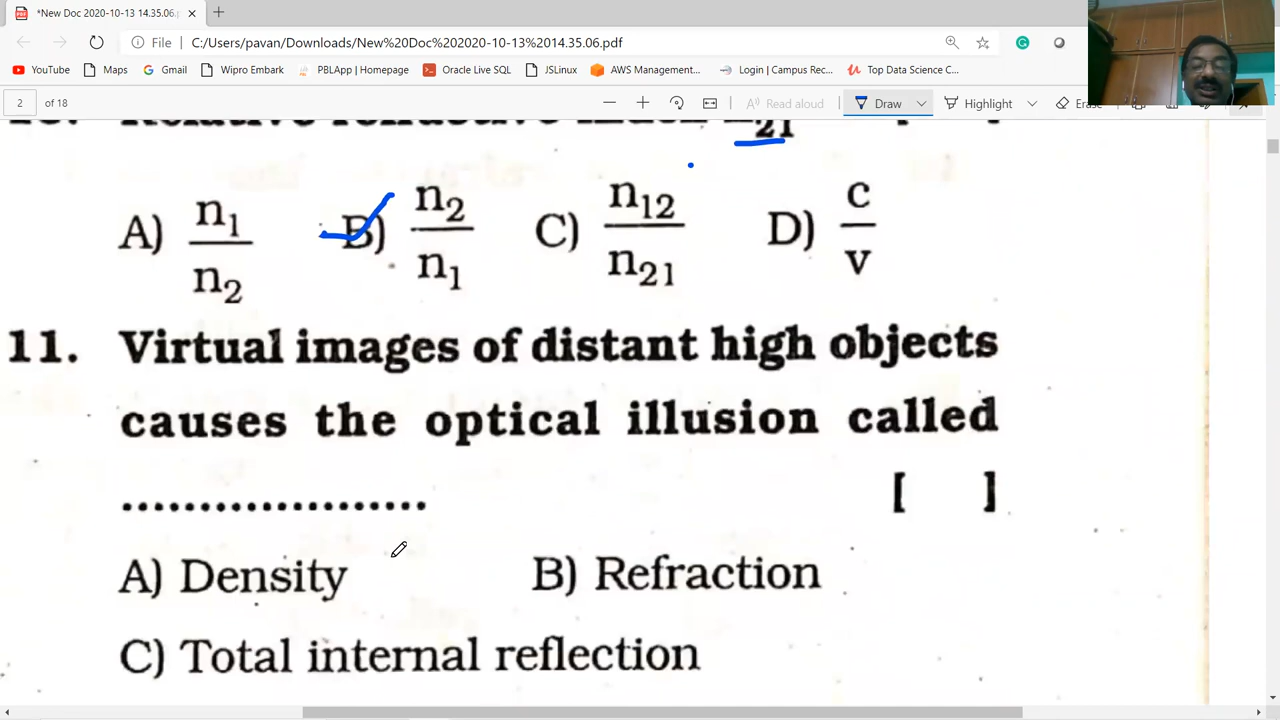 *New Doc 2020-10-13 14.35.06.p
File C:/Users/pavan/Downloads/New%20Doc%202020-10-13%2014.35.06.pdf
YouTube Maps Gmail Wipro Embark PBLApp | Homepage Oracle Live SQL JSLinux AWS Management... Login | Campus Rec... Top Data Science C...
2 of 18 Read aloud Draw Highlight Erase
21
A) n1/n2 B) n2/n1 C) n12/n21 D) c/v
11. Virtual images of distant high objects
causes the optical illusion called
.................... [ ]
A) Density B) Refraction
C) Total internal reflection